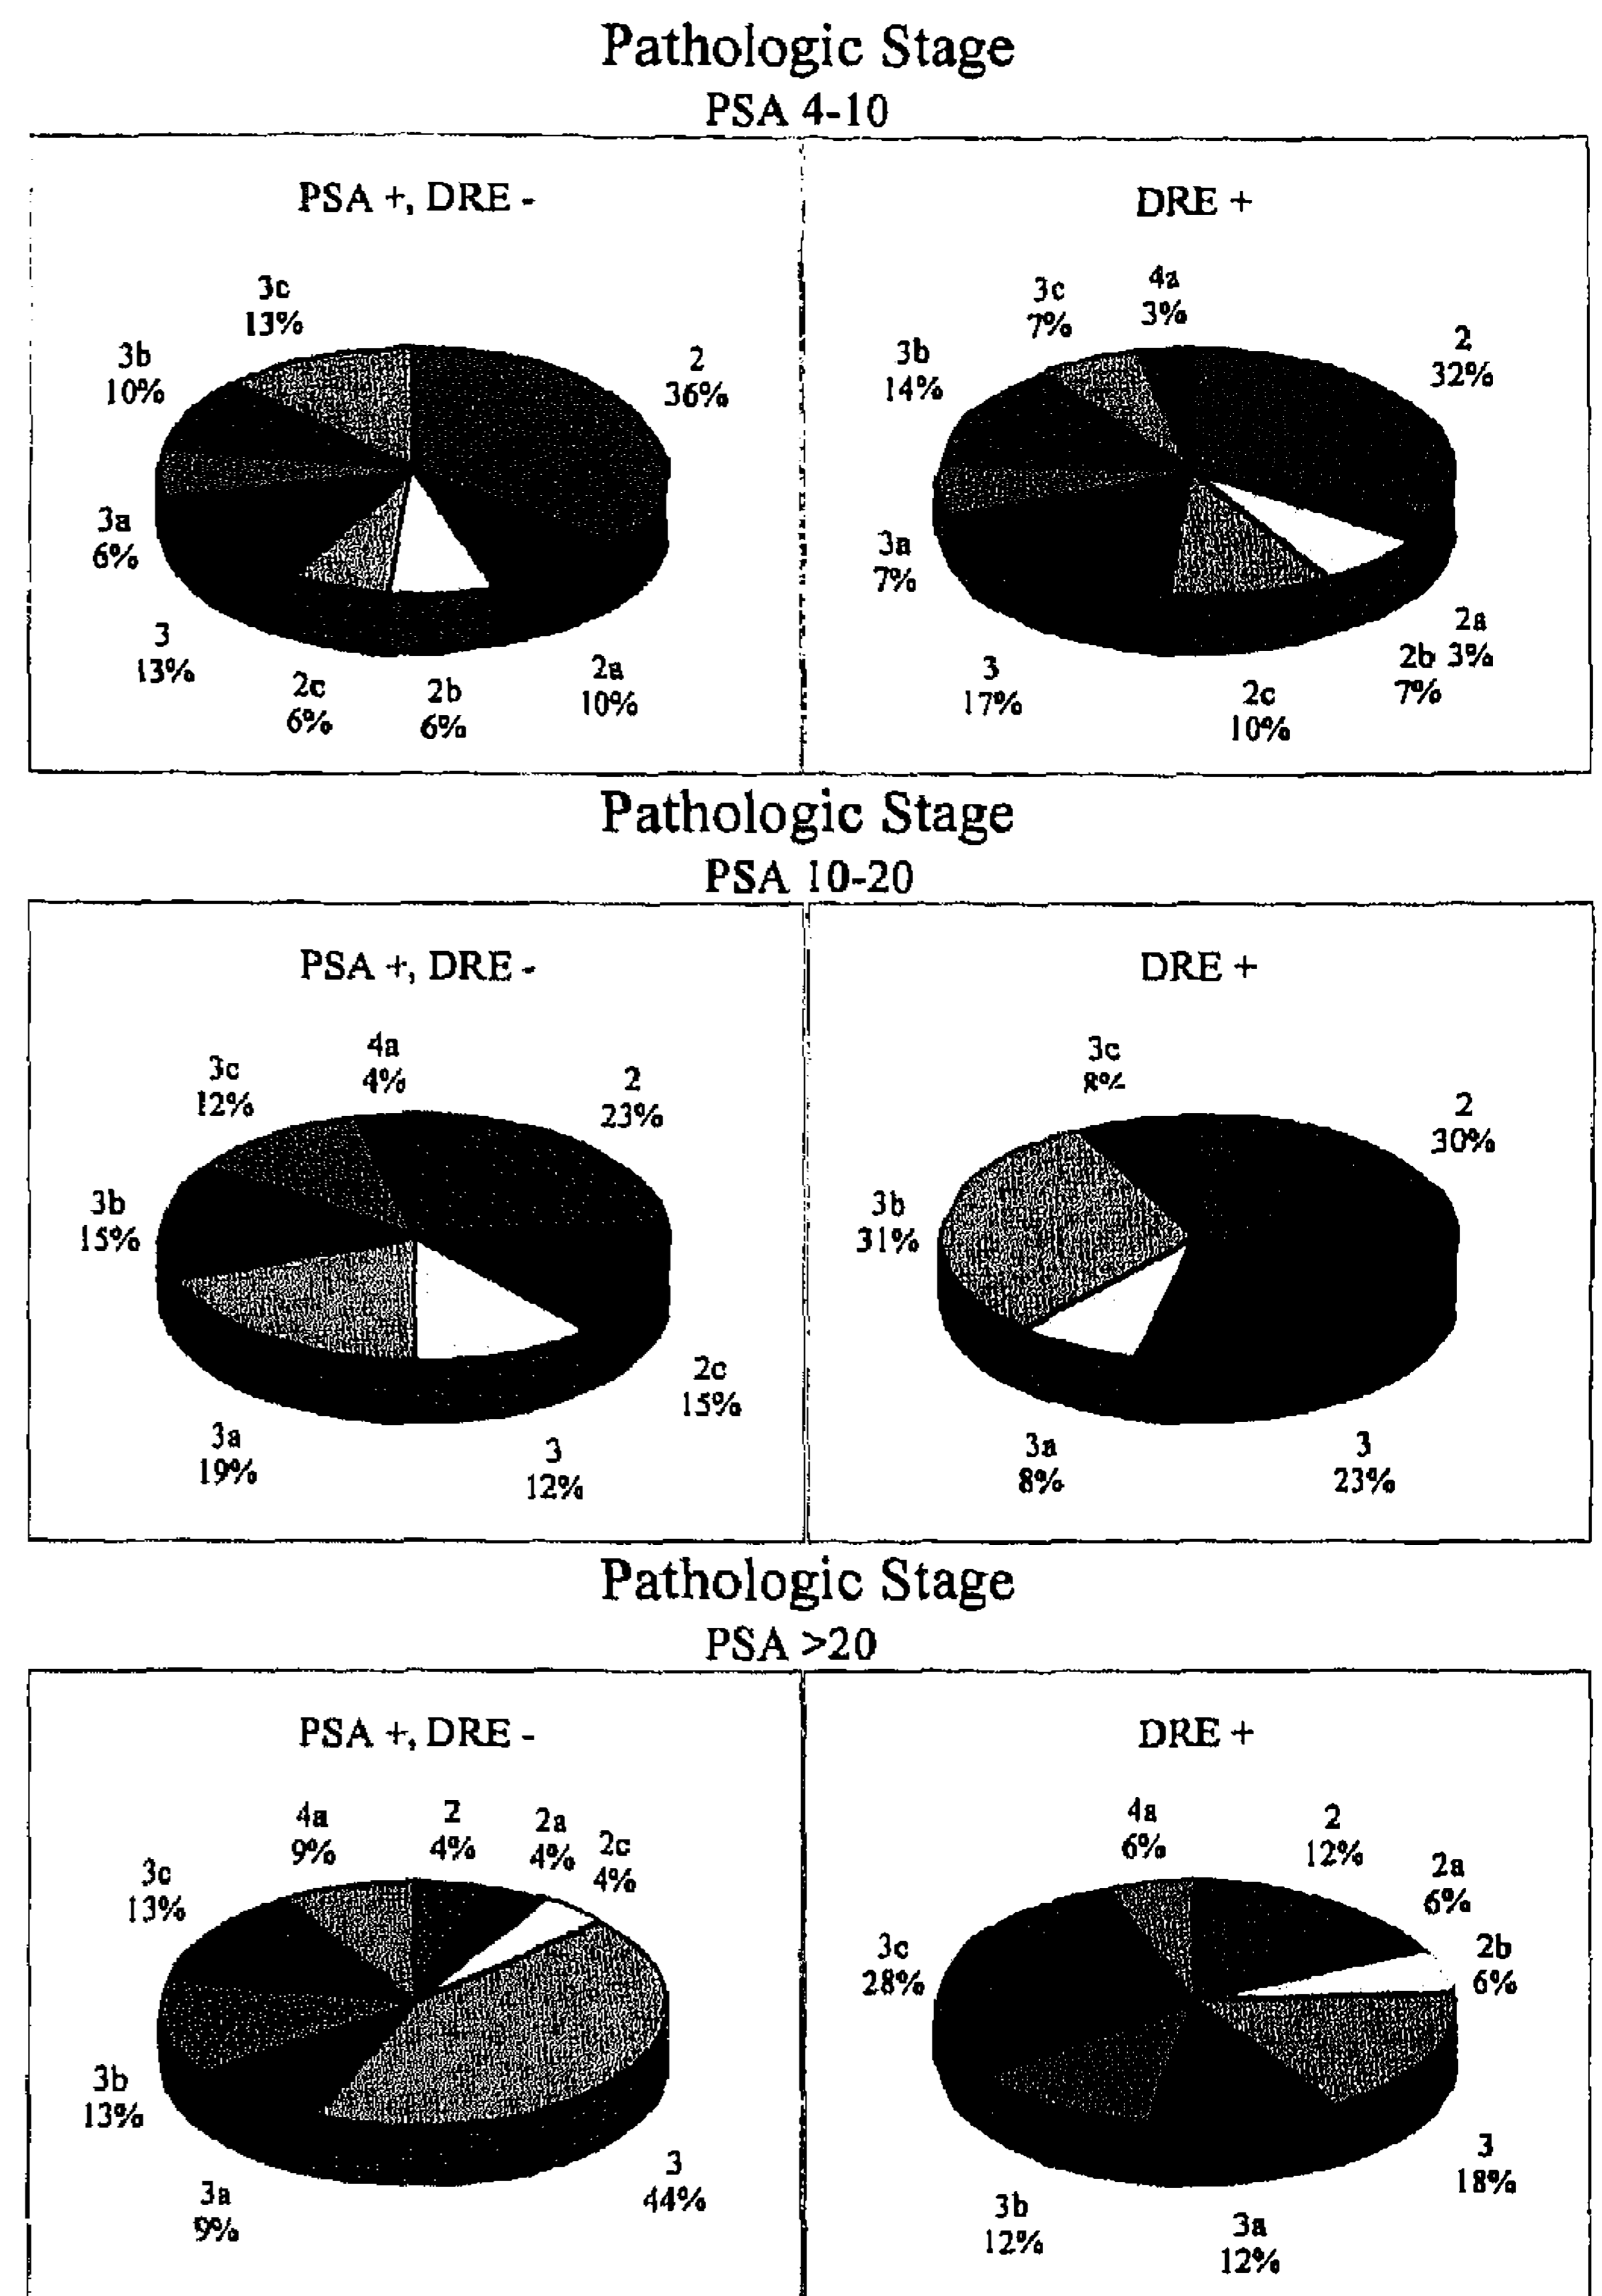 Pathologic Stage
PSA 4-10
PSA +, DRE -
3c
13%
3b
10%
2
36%
3a
6%
3
13%
2c
6%
2b
6%
2a
10%
DRE +
3c
7%
4a
3%
3b
14%
2
32%
3a
7%
3
17%
2c
10%
2b
7%
2a
3%
Pathologic Stage
PSA 10-20
PSA +, DRE -
3c
12%
4a
4%
2
23%
3b
15%
2c
15%
3a
19%
3
12%
DRE +
3c
8%
2
30%
3b
31%
3a
8%
3
23%
Pathologic Stage
PSA >20
PSA +, DRE -
4a
9%
2
4%
2a
4%
2c
4%
3c
13%
3b
13%
3a
9%
3
44%
DRE +
4a
6%
2
12%
2a
6%
2b
6%
3c
28%
3
18%
3b
12%
3a
12%